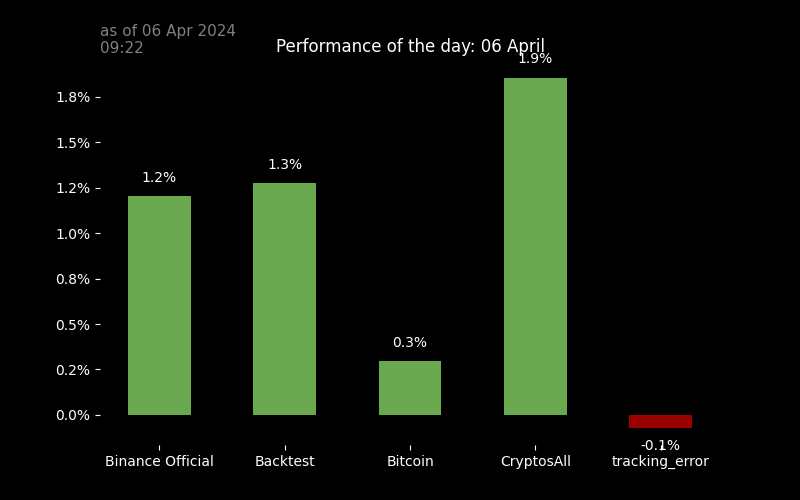 as of 06 Apr 2024
09:22
Performance of the day: 06 April
1.9%
1.8%
1.5%
1.3%
1.2%
1.2%
1.0%
0.8%
0.5%
0.3%
0.2%
0.0%
-0.1%
Binance Official
Backtest
Bitcoin
CryptosAll
tracking_error